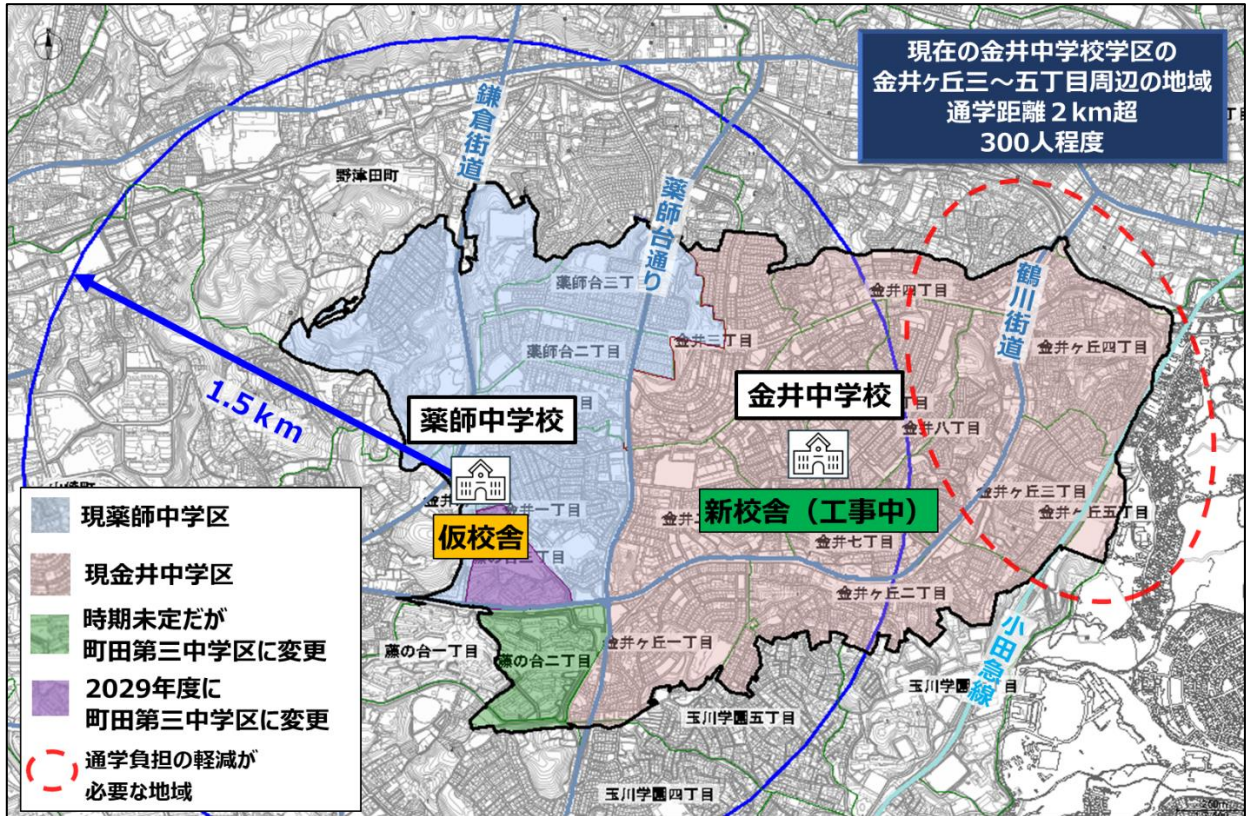 現在の金井中学校学区の
金井ヶ丘三～五丁目周辺の地域
通学距離２km超
300人程度
鎌倉街道
野津田町
薬師台通り
薬師台三丁目
金井四丁目
鶴川街道
薬師台二丁目
金井三丁目
金井ヶ丘四丁目
1.5ｋm
薬師中学校
金井中学校
金井八丁目
金井一丁目
金井ヶ丘三丁目
金井ヶ丘五丁目
仮校舎
新校舎（工事中）
金井七丁目
金井ヶ丘二丁目
藤の台一丁目
藤の台二丁目
金井ヶ丘一丁目
小田急線
玉川学園五丁目
玉川学園四丁目
現薬師中学区
現金井中学区
時期未定だが
町田第三中学区に変更
2029年度に
町田第三中学区に変更
通学負担の軽減が
必要な地域